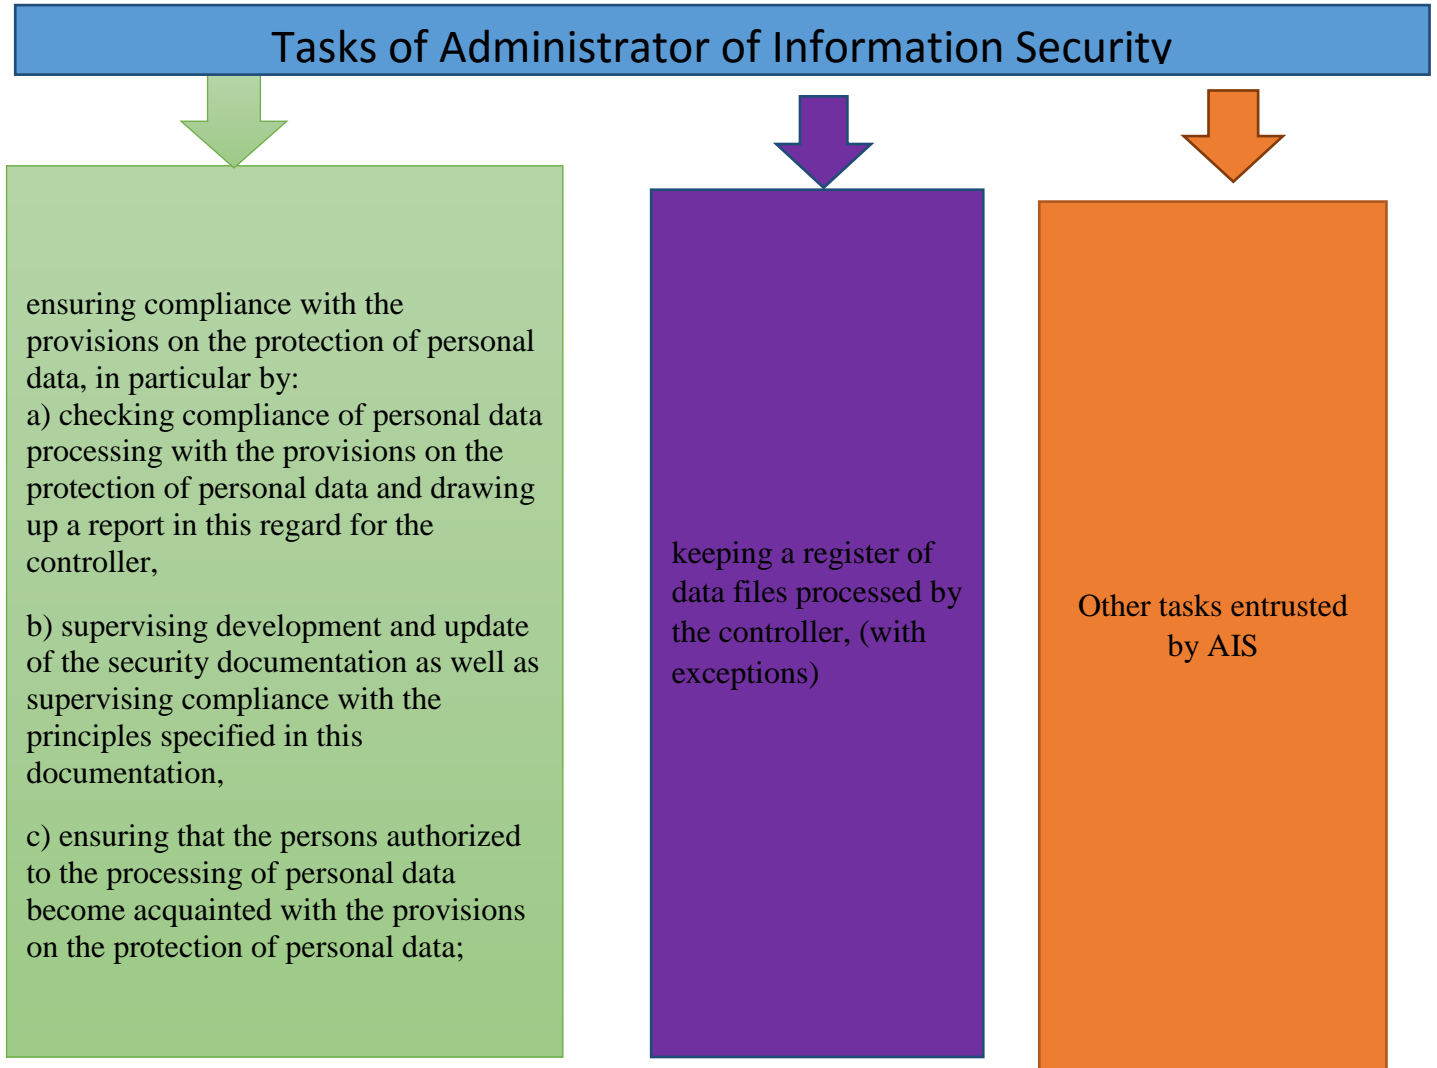 Tasks of Administrator of Information Security
ensuring compliance with the
provisions on the protection of personal
data, in particular by:
a) checking compliance of personal data
processing with the provisions on the
protection of personal data and drawing
up a report in this regard for the
controller,
b) supervising development and update
of the security documentation as well as
supervising compliance with the
principles specified in this
documentation,
c) ensuring that the persons authorized
to the processing of personal data
become acquainted with the provisions
on the protection of personal data;
keeping a register of
data files processed by
the controller, (with
exceptions)
Other tasks entrusted
by AIS